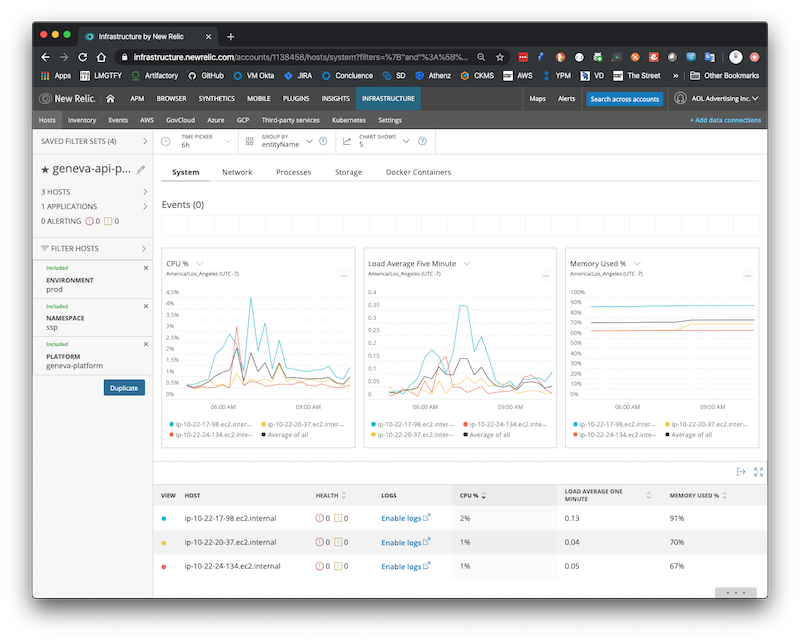 Infrastructure by New Relic
infrastructure.newrelic.com/accounts/1138458/hosts/system?filters=%7B"and"%3A%5B%...
Apps LMGTFY Artifactory GitHub VM Okta JIRA Concluence SD Athenz CKMS AWS YPM VD The Street » Other Bookmarks
New Relic. APM BROWSER SYNTHETICS MOBILE PLUGINS INSIGHTS INFRASTRUCTURE Maps Alerts Search across accounts AOL Advertising Inc.
Hosts Inventory Events AWS GovCloud Azure GCP Third-party services Kubernetes Settings + Add data connections
SAVED FILTER SETS (4)
TIME PICKER
6h
GROUP BY
entityName
CHART SHOWS
5
geneva-api-p...
3 HOSTS
1 APPLICATIONS
0 ALERTING 0 0
FILTER HOSTS
Included
ENVIRONMENT
prod
Included
NAMESPACE
ssp
Included
PLATFORM
geneva-platform
Duplicate
System Network Processes Storage Docker Containers
Events (0)
CPU %
America/Los_Angeles (UTC -7)
4.5%
4%
3.5%
3%
2.5%
2%
1.5%
1%
0.5%
0%
06:00 AM 09:00 AM
ip-10-22-17-98.ec2.inter... ip-10-22-20-37.ec2.inter...
ip-10-22-24-134.ec2.inte... Average of all
Load Average Five Minute
America/Los_Angeles (UTC -7)
0.4
0.35
0.3
0.25
0.2
0.15
0.1
0.05
0
06:00 AM 09:00 AM
ip-10-22-17-98.ec2.inter... ip-10-22-24-134.ec2.inte...
ip-10-22-20-37.ec2.inter... Average of all
Memory Used %
America/Los_Angeles (UTC -7)
100%
90%
80%
70%
60%
50%
40%
30%
20%
10%
0%
06:00 AM 09:00 AM
ip-10-22-17-98.ec2.inter... ip-10-22-20-37.ec2.inter...
ip-10-22-24-134.ec2.inte... Average of all
VIEW HOST HEALTH LOGS CPU % LOAD AVERAGE ONE MINUTE MEMORY USED %
ip-10-22-17-98.ec2.internal 0 0 Enable logs 2% 0.13 91%
ip-10-22-20-37.ec2.internal 0 0 Enable logs 1% 0.04 70%
ip-10-22-24-134.ec2.internal 0 0 Enable logs 1% 0.05 67%